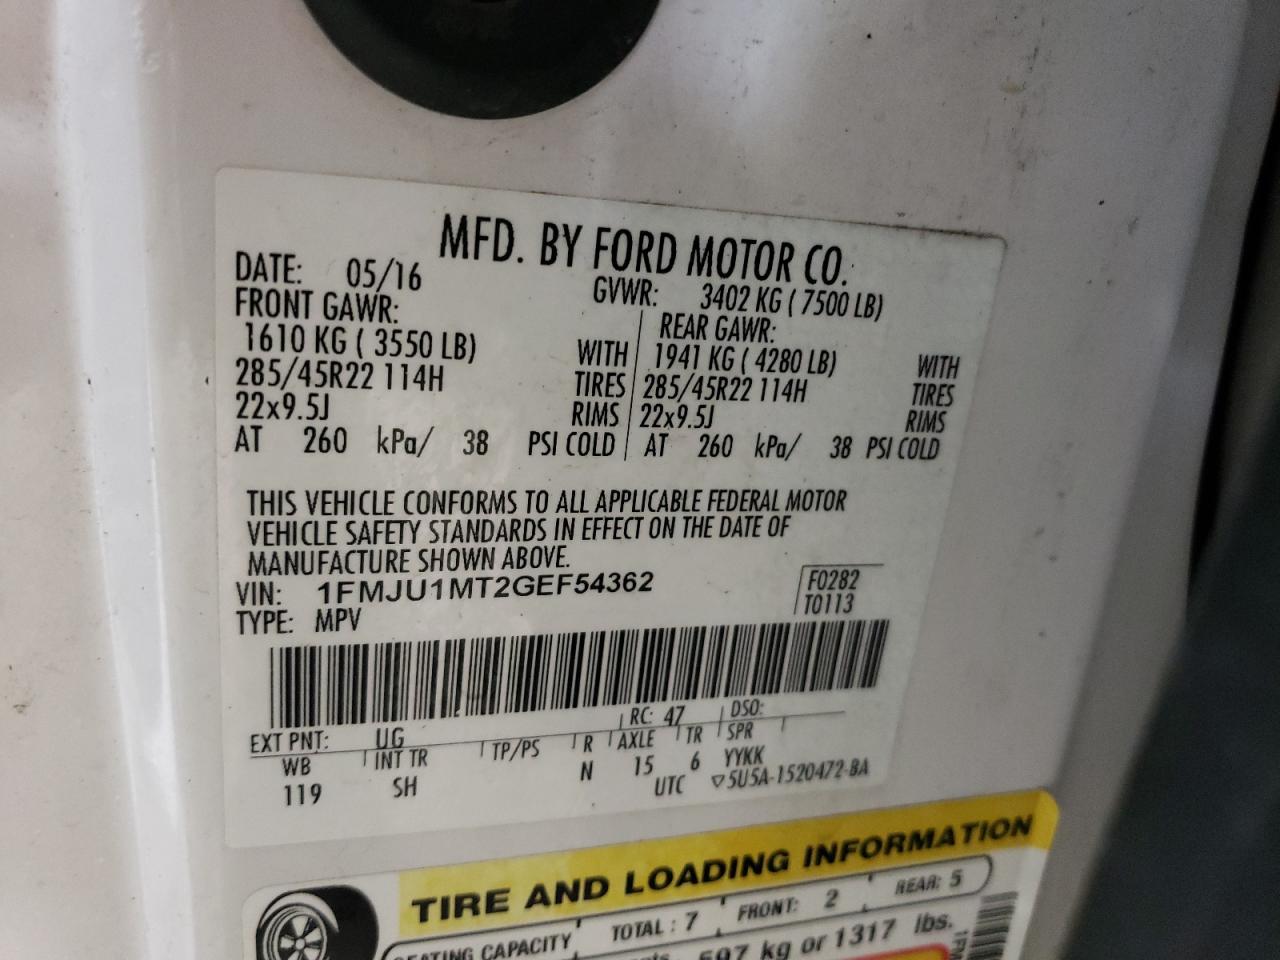 MFD. BY FORD MOTOR CO.
DATE: 05/16 GVWR: 3402 KG ( 7500 LB)
FRONT GAWR: REAR GAWR:
1610 KG ( 3550 LB) WITH 1941 KG ( 4280 LB) WITH
285/45R22 114H TIRES 285/45R22 114H TIRES
22x9.5J RIMS 22x9.5J RIMS
AT 260 kPa/ 38 PSI COLD AT 260 kPa/ 38 PSI COLD
THIS VEHICLE CONFORMS TO ALL APPLICABLE FEDERAL MOTOR
VEHICLE SAFETY STANDARDS IN EFFECT ON THE DATE OF
MANUFACTURE SHOWN ABOVE.
VIN: 1FMJU1MT2GEF54362 F0282
TYPE: MPV T0113
EXT PNT: UG RC: 47 DSO:
WB INT TR TP/PS R AXLE TR SPR
119 SH N 15 6 YYKK
UTC ▽5U5A-1520472-BA
TIRE AND LOADING INFORMATION
SEATING CAPACITY TOTAL : 7 FRONT: 2 REAR: 5
597 kg or 1317 lbs.